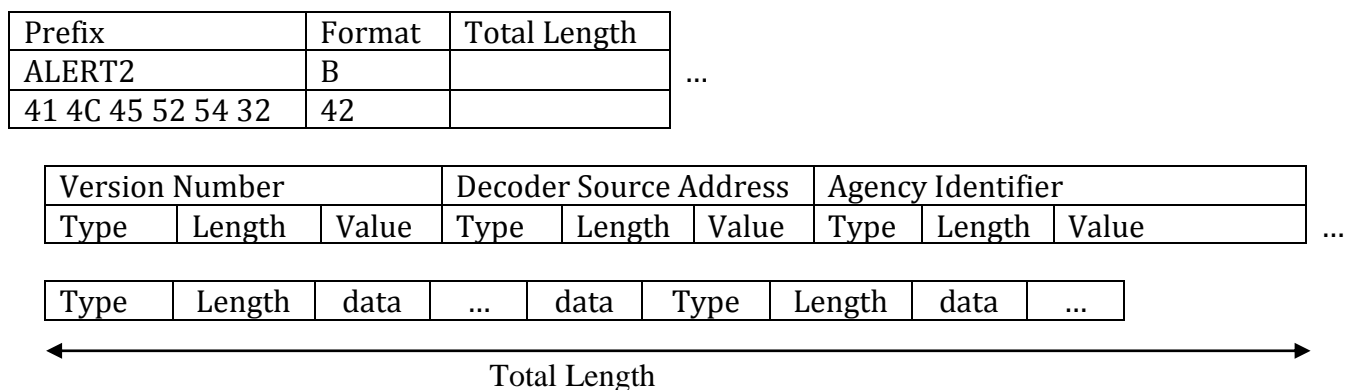 Prefix Format Total Length
ALERT2 B ...
41 4C 45 52 54 32 42
Version Number Decoder Source Address Agency Identifier
Type Length Value Type Length Value Type Length Value ...
Type Length data ... data Type Length data ...
Total Length